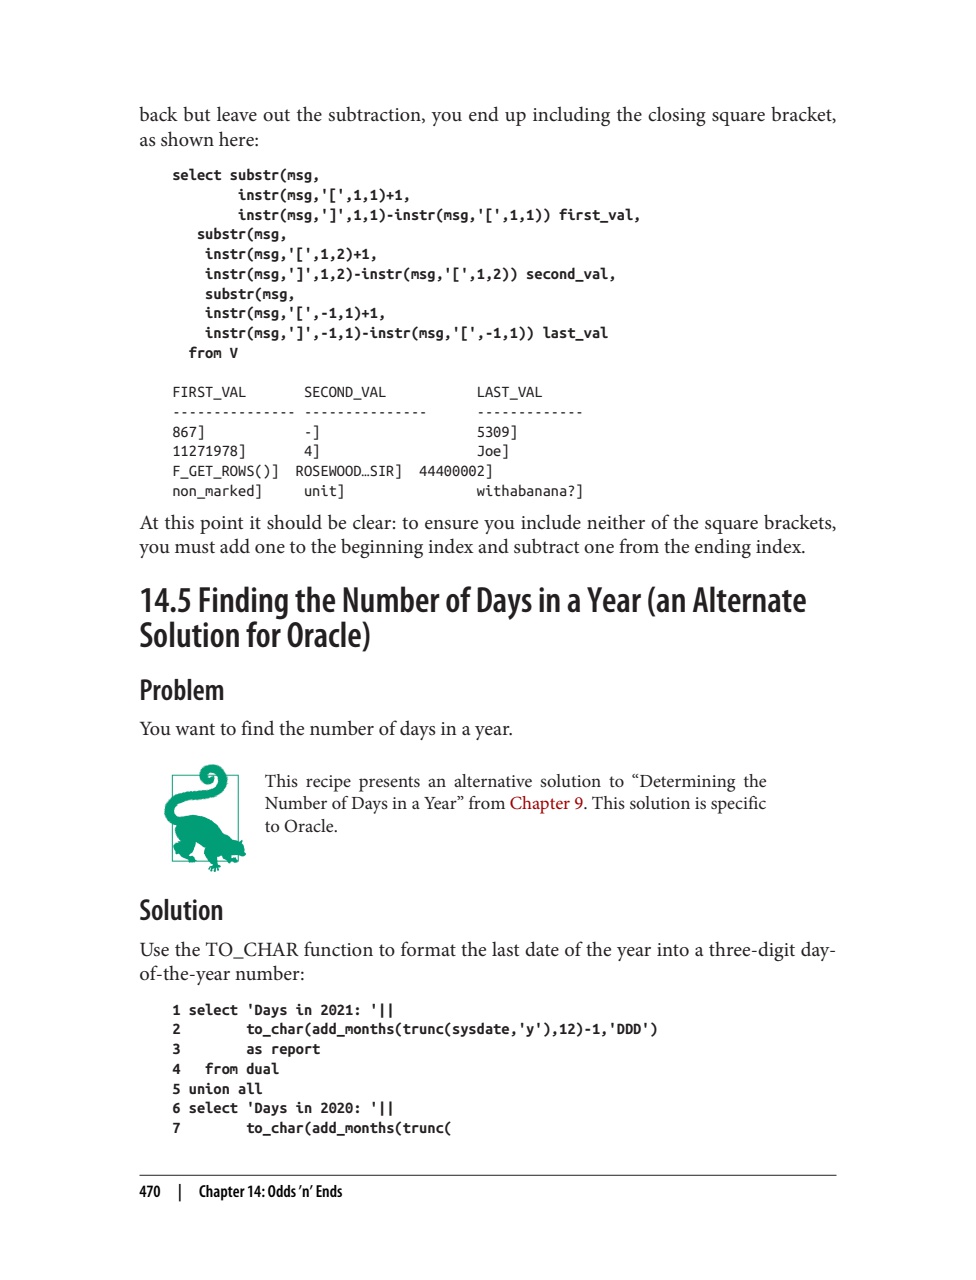 back but leave out the subtraction, you end up including the closing square bracket,
as shown here:
select substr(msg,
        instr(msg,'[',1,1)+1,
        instr(msg,']',1,1)-instr(msg,'[',1,1)) first_val,
   substr(msg,
    instr(msg,'[',1,2)+1,
    instr(msg,']',1,2)-instr(msg,'[',1,2)) second_val,
    substr(msg,
    instr(msg,'[',-1,1)+1,
    instr(msg,']',-1,1)-instr(msg,'[',-1,1)) last_val
  from V
FIRST_VAL       SECOND_VAL           LAST_VAL
--------------- ---------------      -------------
867]            -]                   5309]
11271978]       4]                   Joe]
F_GET_ROWS()]  ROSEWOOD…SIR]  44400002]
non_marked]     unit]                withabanana?]
At this point it should be clear: to ensure you include neither of the square brackets,
you must add one to the beginning index and subtract one from the ending index.
14.5 Finding the Number of Days in a Year (an Alternate
Solution for Oracle)
Problem
You want to find the number of days in a year.
This recipe presents an alternative solution to “Determining the
Number of Days in a Year” from Chapter 9. This solution is specific
to Oracle.
Solution
Use the TO_CHAR function to format the last date of the year into a three-digit day-
of-the-year number:
1 select 'Days in 2021: '||
2        to_char(add_months(trunc(sysdate,'y'),12)-1,'DDD')
3        as report
4   from dual
5 union all
6 select 'Days in 2020: '||
7        to_char(add_months(trunc(
470 | Chapter 14: Odds ’n’ Ends